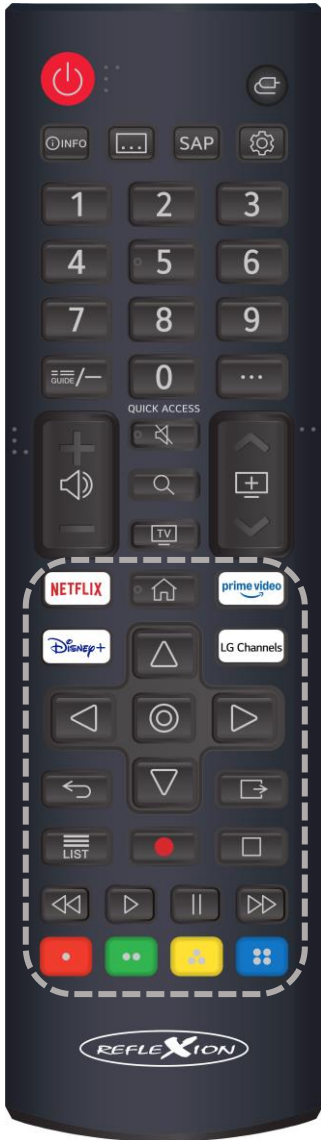 INFO
SAP
1 2 3
4 5 6
7 8 9
GUIDE/— 0 ...
QUICK ACCESS
TV
NETFLIX prime video
Disney+ LG Channels
LIST
REFLEXION